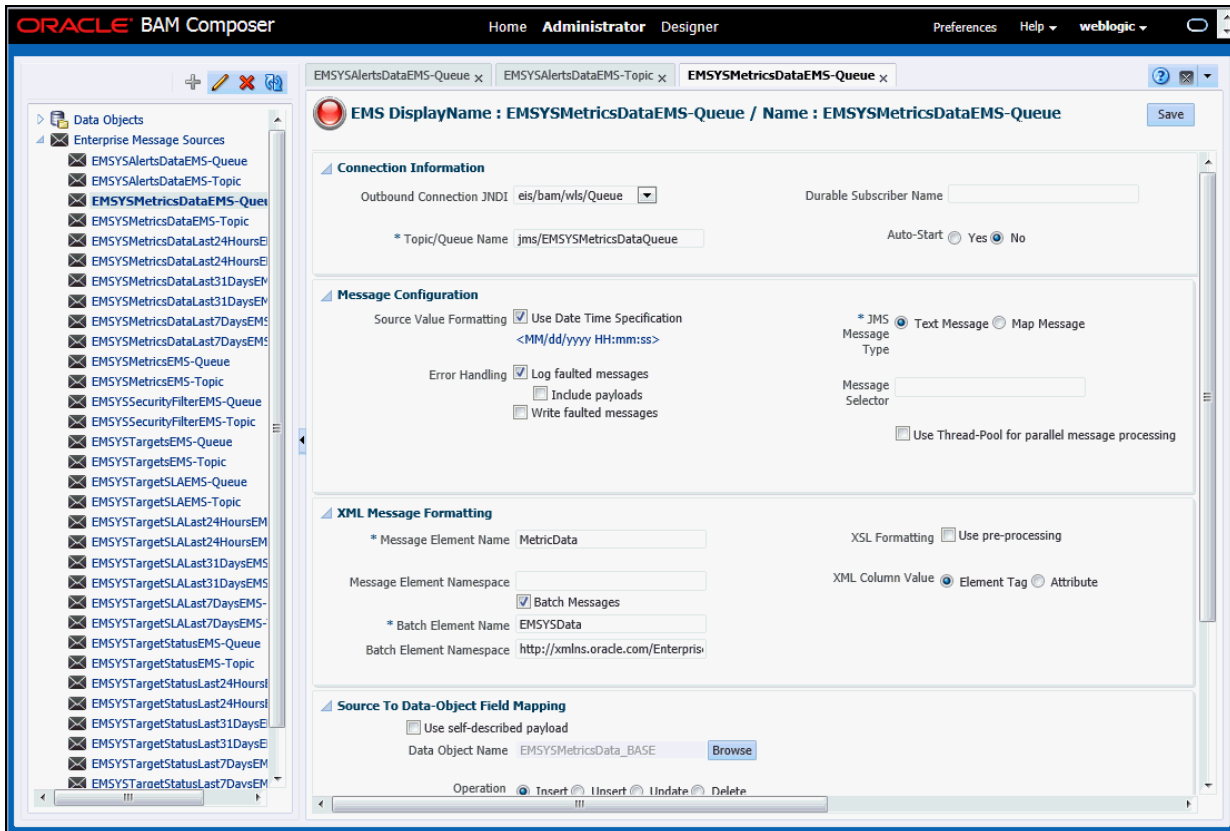 ORACLE BAM Composer
Home Administrator Designer
Preferences Help weblogic
Data Objects
Enterprise Message Sources
EMSYSAlertsDataEMS-Queue
EMSYSAlertsDataEMS-Topic
EMSYSMetricsDataEMS-Queu
EMSYSMetricsDataEMS-Topic
EMSYSMetricsDataLast24HoursE
EMSYSMetricsDataLast24HoursE
EMSYSMetricsDataLast31DaysEM
EMSYSMetricsDataLast31DaysEM
EMSYSMetricsDataLast7DaysEMS
EMSYSMetricsDataLast7DaysEMS
EMSYSMetricsEMS-Queue
EMSYSMetricsEMS-Topic
EMSYSSecurityFilterEMS-Queue
EMSYSSecurityFilterEMS-Topic
EMSYSTargetsEMS-Queue
EMSYSTargetsEMS-Topic
EMSYSTargetSLAEMS-Queue
EMSYSTargetSLAEMS-Topic
EMSYSTargetSLALast24HoursEM
EMSYSTargetSLALast24HoursEM
EMSYSTargetSLALast31DaysEMS
EMSYSTargetSLALast31DaysEMS
EMSYSTargetSLALast7DaysEMS-
EMSYSTargetSLALast7DaysEMS-
EMSYSTargetStatusEMS-Queue
EMSYSTargetStatusEMS-Topic
EMSYSTargetStatusLast24HoursE
EMSYSTargetStatusLast24HoursE
EMSYSTargetStatusLast31DaysE
EMSYSTargetStatusLast31DaysE
EMSYSTargetStatusLast7DaysEM
EMSYSTargetStatusLast7DaysEM
EMSYSAlertsDataEMS-Queue x EMSYSAlertsDataEMS-Topic x EMSYSMetricsDataEMS-Queue x
EMS DisplayName : EMSYSMetricsDataEMS-Queue / Name : EMSYSMetricsDataEMS-Queue
Save
Connection Information
Outbound Connection JNDI eis/bam/wls/Queue
Durable Subscriber Name
* Topic/Queue Name jms/EMSYSMetricsDataQueue
Auto-Start Yes No
Message Configuration
Source Value Formatting Use Date Time Specification
<MM/dd/yyyy HH:mm:ss>
* JMS Message Type Text Message Map Message
Error Handling Log faulted messages
Include payloads
Write faulted messages
Message Selector
Use Thread-Pool for parallel message processing
XML Message Formatting
* Message Element Name MetricData
XSL Formatting Use pre-processing
Message Element Namespace
XML Column Value Element Tag Attribute
Batch Messages
* Batch Element Name EMSYSData
Batch Element Namespace http://xmlns.oracle.com/Enterpris
Source To Data-Object Field Mapping
Use self-described payload
Data Object Name EMSYSMetricsData_BASE Browse
Operation Insert Upsert Update Delete